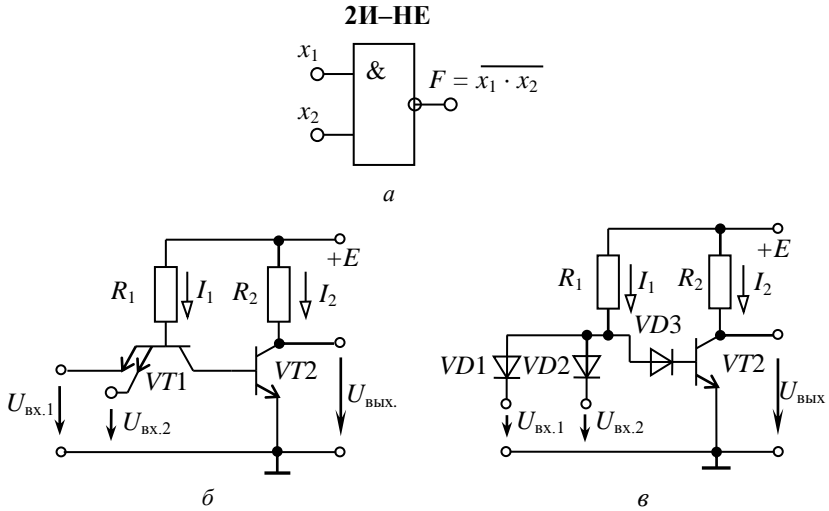 2И–НЕ
x₁
&
F = x₁ · x₂
x₂
а
+E
R₁
I₁
R₂
I₂
VT1
VT2
Uвх.1
Uвх.2
Uвых.
б
+E
R₁
I₁
R₂
I₂
VD3
VD1
VD2
VT2
Uвх.1
Uвх.2
Uвых
в